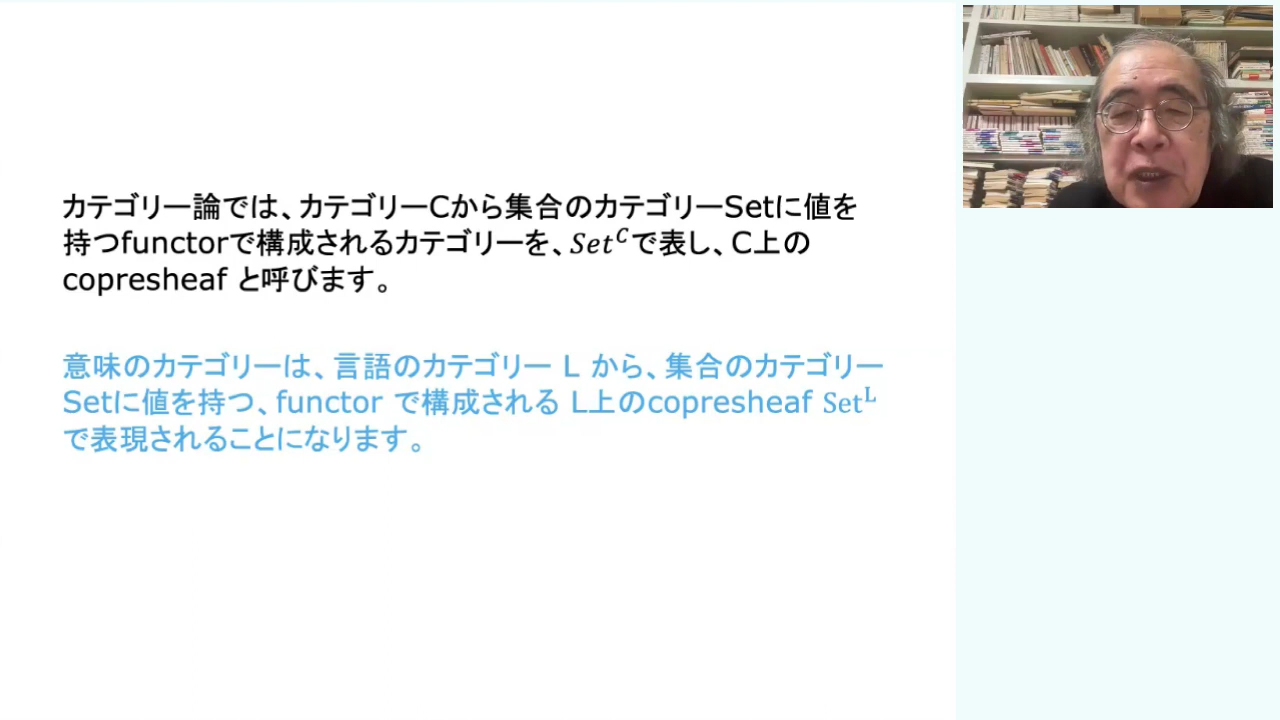 カテゴリー論では、カテゴリーCから集合のカテゴリーSetに値を
持つfunctorで構成されるカテゴリーを、Set^Cで表し、C上の
copresheaf と呼びます。
意味のカテゴリーは、言語のカテゴリー L から、集合のカテゴリー
Setに値を持つ、functor で構成される L上のcopresheaf Set^L
で表現されることになります。